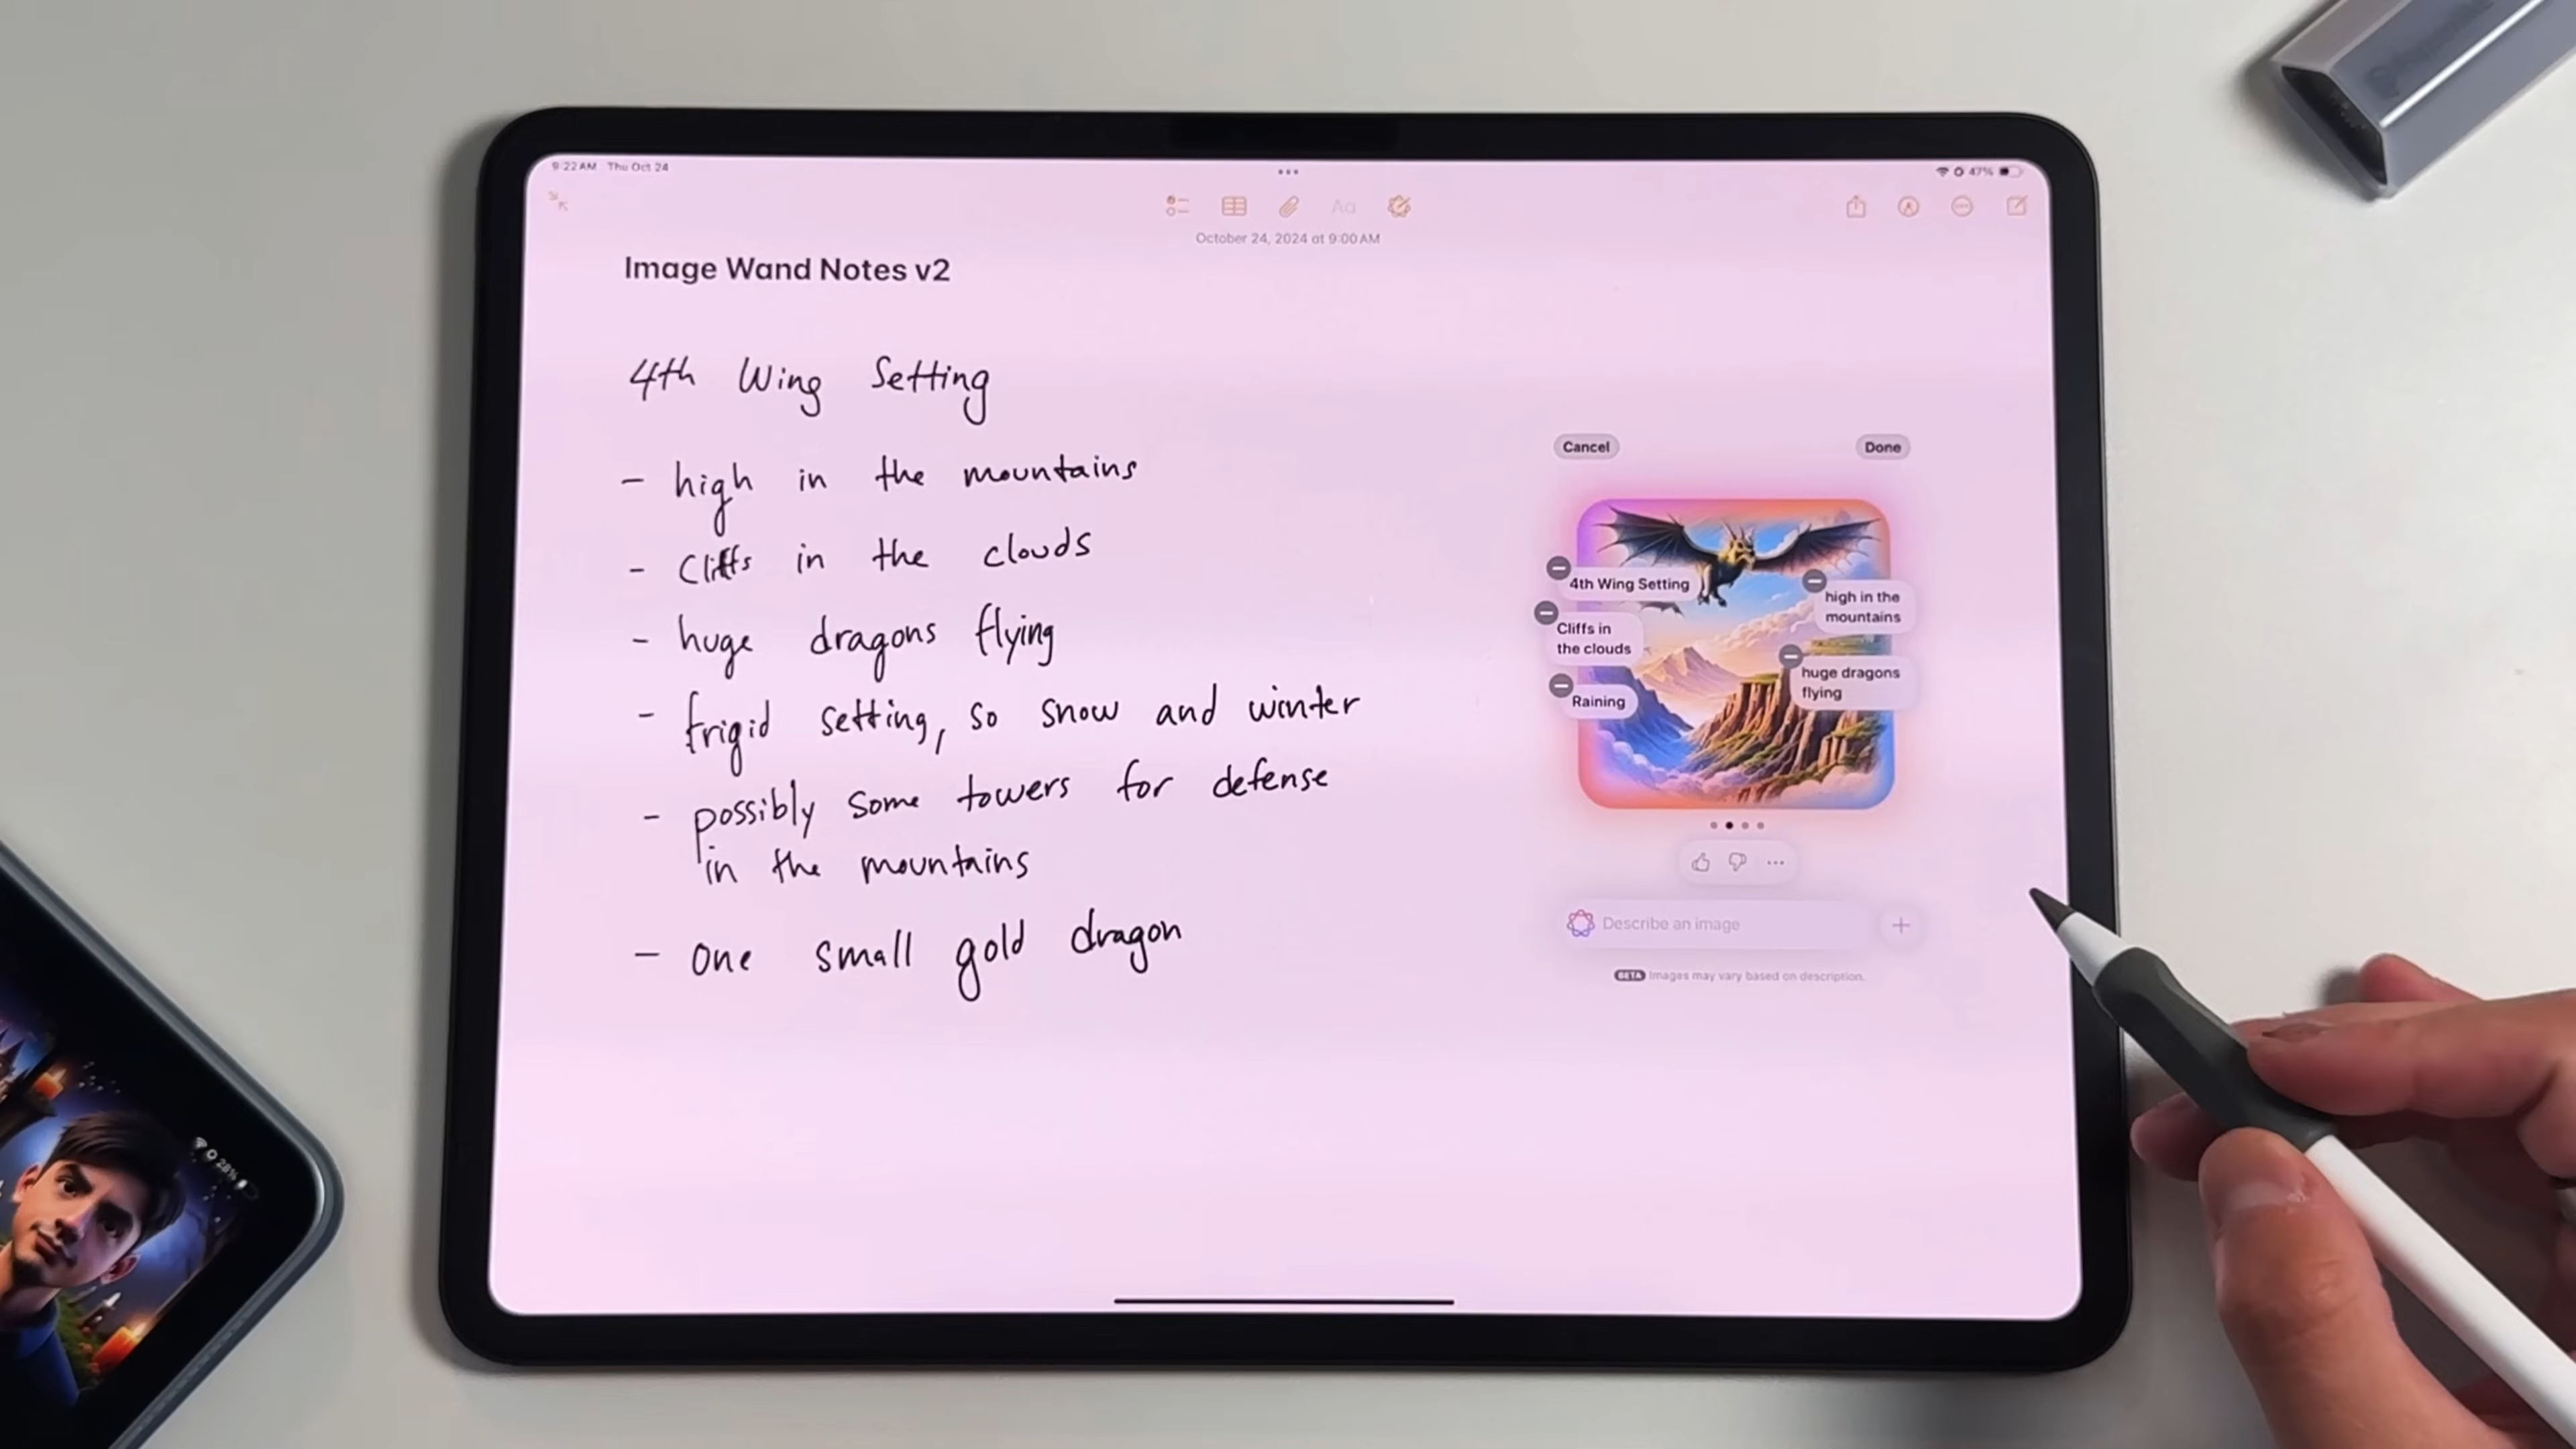 9:22 AM Thu Oct 24
47%
Aa
October 24, 2024 at 9:00 AM
Image Wand Notes v2
4th Wing Setting
- high in the mountains
- Cliffs in the clouds
- huge dragons flying
- frigid setting, so snow and winter
- possibly some towers for defense
in the mountains
- one small gold dragon
Cancel
Done
4th Wing Setting
high in the
mountains
Cliffs in
the clouds
huge dragons
flying
Raining
Describe an image
BETA Images may vary based on description.
28%